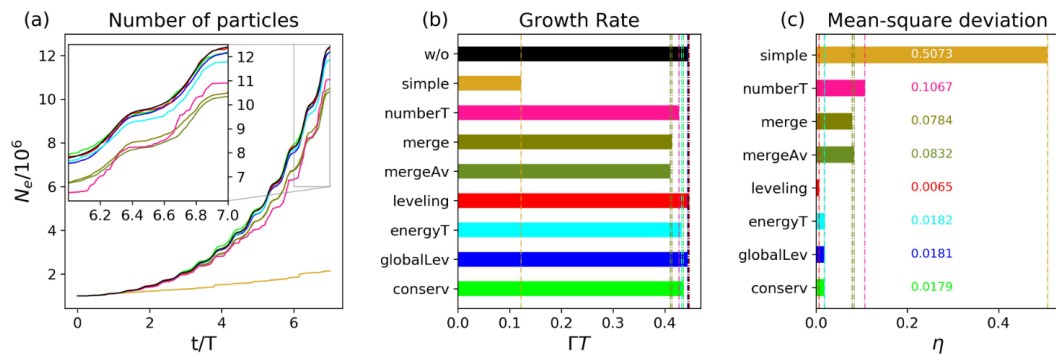 (a) Number of particles
12
10
8
6
4
2
N_e/10^6
12
11
10
9
8
7
6.2 6.4 6.6 6.8 7.0
0 2 4 6
t/T
(b) Growth Rate
w/o
simple
numberT
merge
mergeAv
leveling
energyT
globalLev
conserv
0.0 0.1 0.2 0.3 0.4
ΓT
(c) Mean-square deviation
simple 0.5073
numberT 0.1067
merge 0.0784
mergeAv 0.0832
leveling 0.0065
energyT 0.0182
globalLev 0.0181
conserv 0.0179
0.0 0.2 0.4
η